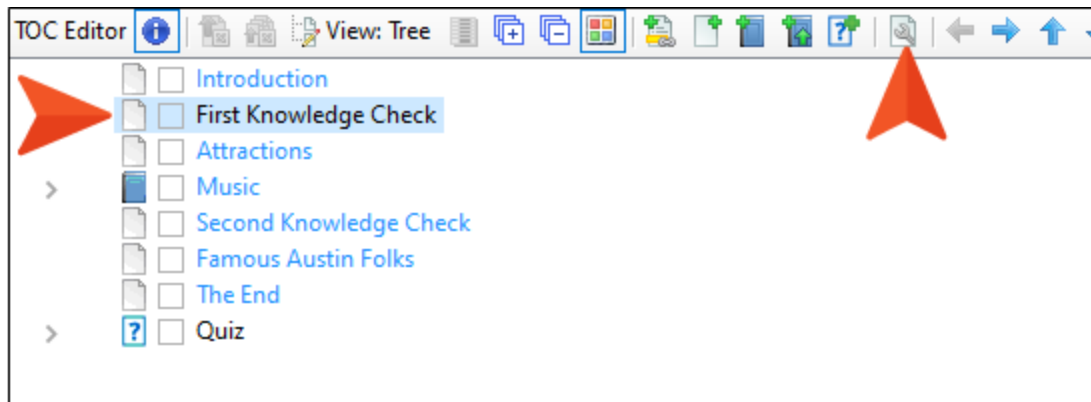 TOC Editor View: Tree
Introduction
First Knowledge Check
Attractions
Music
Second Knowledge Check
Famous Austin Folks
The End
? Quiz